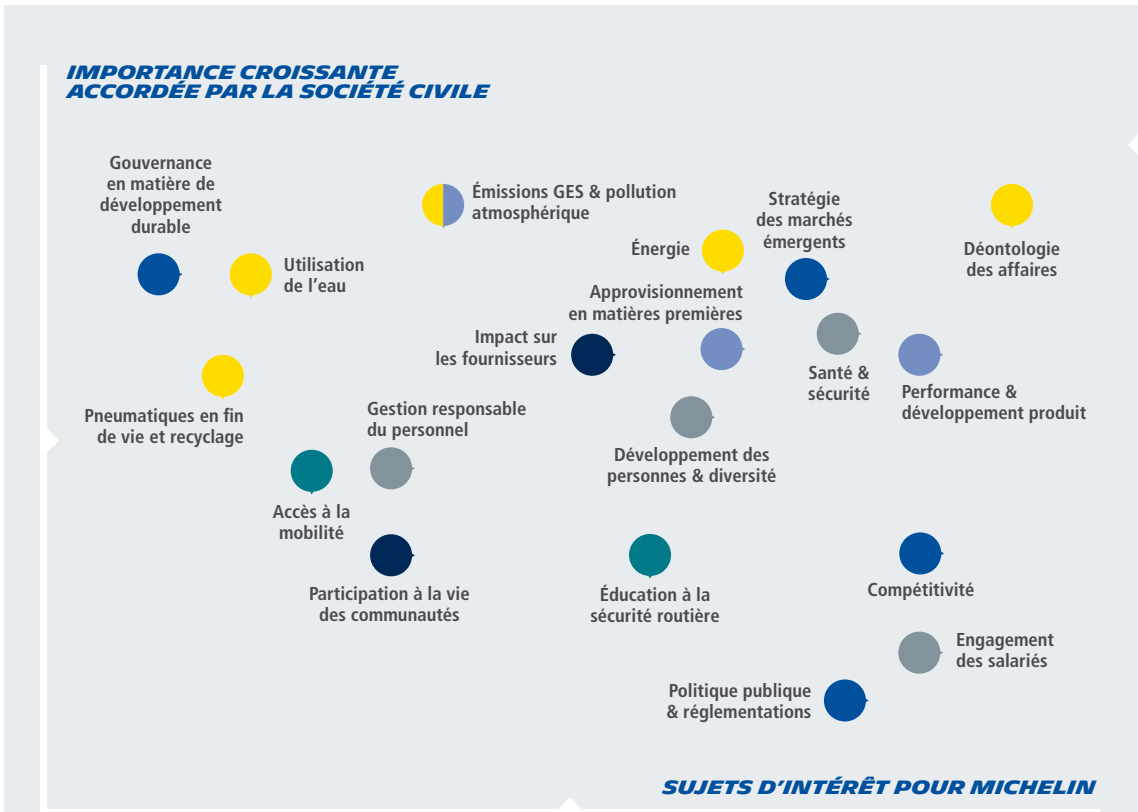 IMPORTANCE CROISSANTE
ACCORDÉE PAR LA SOCIÉTÉ CIVILE
Gouvernance
en matière de
développement
durable
Émissions GES & pollution
atmosphérique
Stratégie
des marchés
émergents
Énergie
Déontologie
des affaires
Utilisation
de l’eau
Approvisionnement
en matières premières
Impact sur
les fournisseurs
Santé &
sécurité
Performance &
développement produit
Pneumatiques en fin
de vie et recyclage
Gestion responsable
du personnel
Développement des
personnes & diversité
Accès à la
mobilité
Participation à la vie
des communautés
Éducation à la
sécurité routière
Compétitivité
Engagement
des salariés
Politique publique
& réglementations
SUJETS D’INTÉRÊT POUR MICHELIN